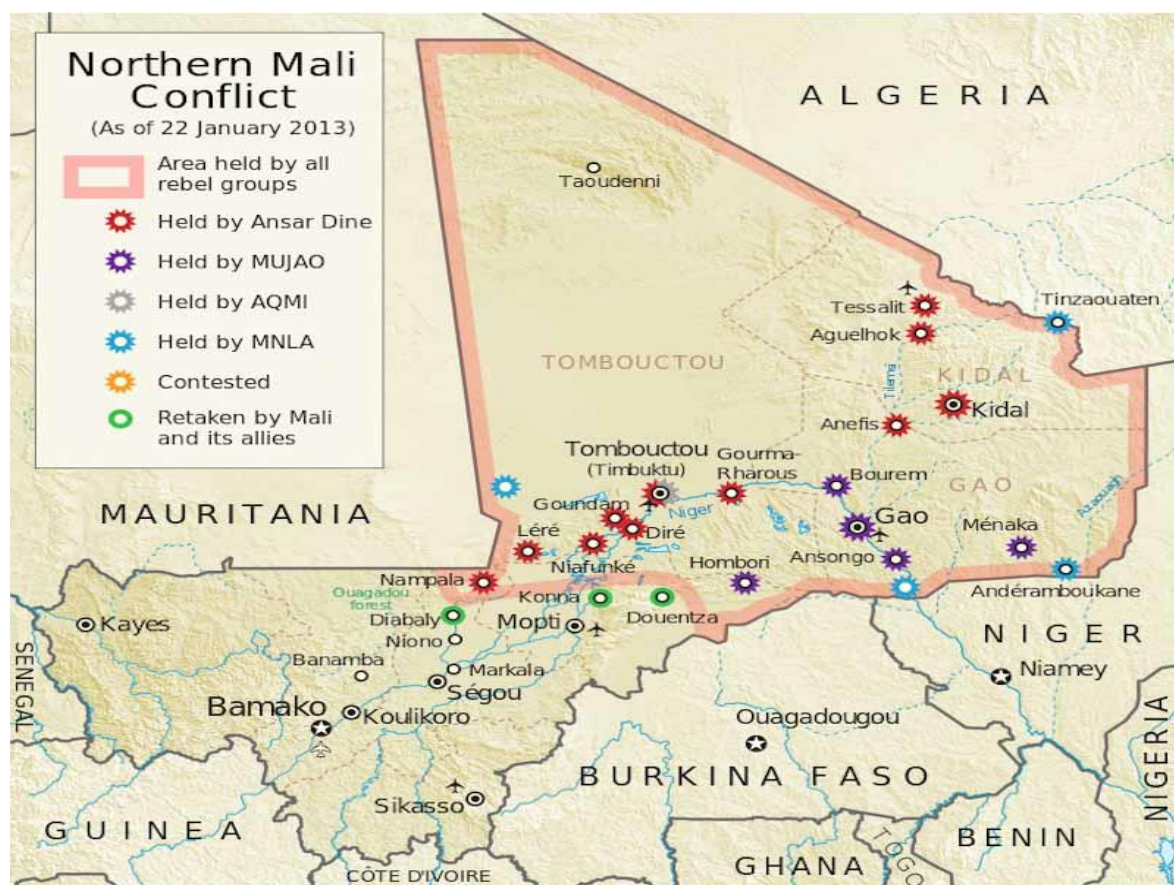 Northern Mali
Conflict
(As of 22 January 2013)
Area held by all
rebel groups
Held by Ansar Dine
Held by MUJAO
Held by AQMI
Held by MNLA
Contested
Retaken by Mali
and its allies
ALGERIA
Taoudenni
Tessalit
Tinzaouaten
Aguelhok
TOMBOUCTOU
Tilemsi
KIDAL
Kidal
Anefis
Tombouctou
(Timbuktu)
Gourma-
Rharous
Bourem
GAO
Azaouagh
MAURITANIA
Goundam
Niger
Gao
Ménaka
Léré
Diré
Niafunké
Hombori
Ansongo
Nampala
Andéramboukane
Ouagadou
forest
Konna
Diabaly
Douentza
Kayes
Mopti
Niono
NIGER
SENEGAL
Banamba
Markala
Niamey
Ségou
Bamako
Koulikoro
Ouagadougou
BURKINA FASO
NIGERIA
Sikasso
GUINEA
BENIN
TOGO
GHANA
CÔTE D'IVOIRE